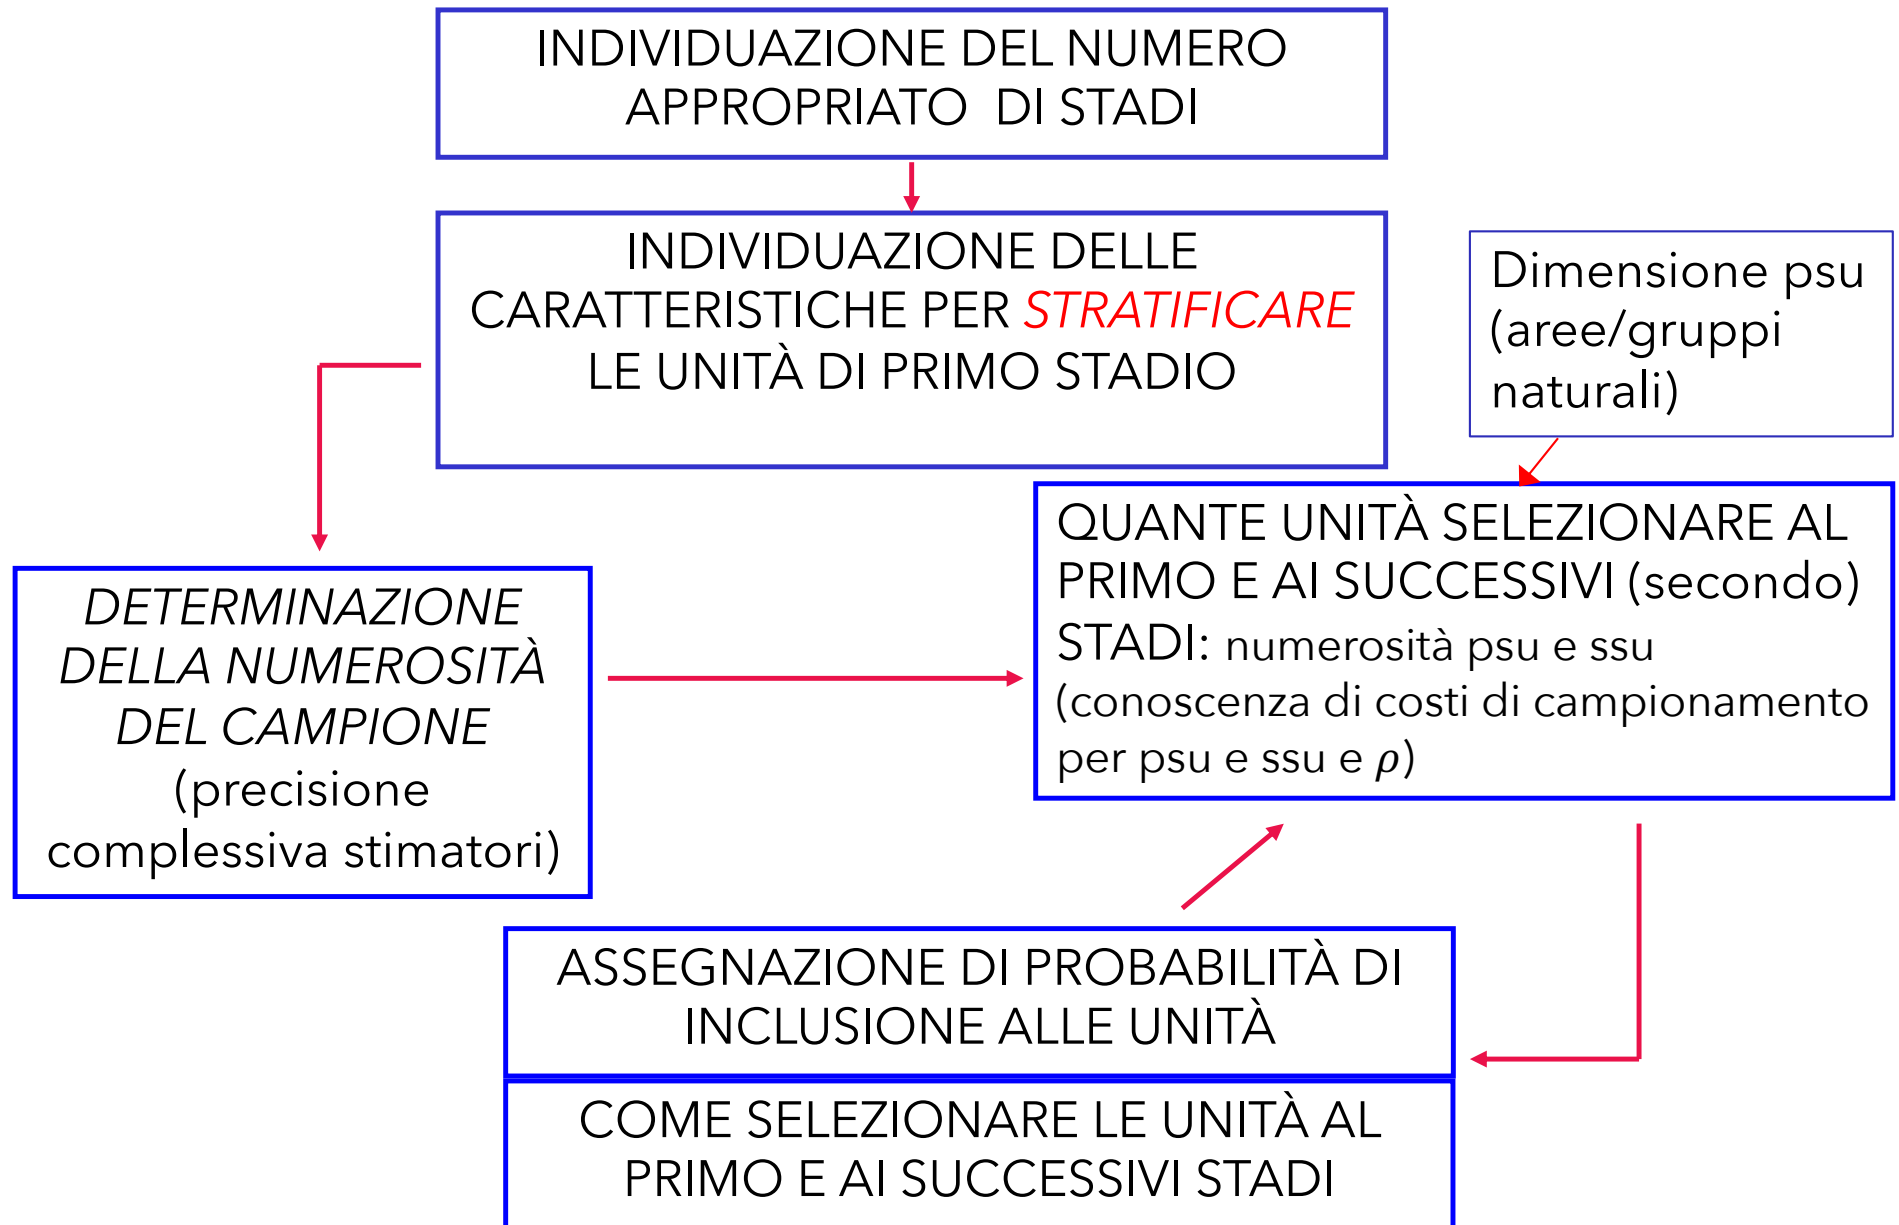 INDIVIDUAZIONE DEL NUMERO
APPROPRIATO DI STADI
INDIVIDUAZIONE DELLE
CARATTERISTICHE PER STRATIFICARE
LE UNITÀ DI PRIMO STADIO
Dimensione psu
(aree/gruppi
naturali)
DETERMINAZIONE
DELLA NUMEROSITÀ
DEL CAMPIONE
(precisione
complessiva stimatori)
QUANTE UNITÀ SELEZIONARE AL
PRIMO E AI SUCCESSIVI (secondo)
STADI: numerosità psu e ssu
(conoscenza di costi di campionamento
per psu e ssu e ρ)
ASSEGNAZIONE DI PROBABILITÀ DI
INCLUSIONE ALLE UNITÀ
COME SELEZIONARE LE UNITÀ AL
PRIMO E AI SUCCESSIVI STADI